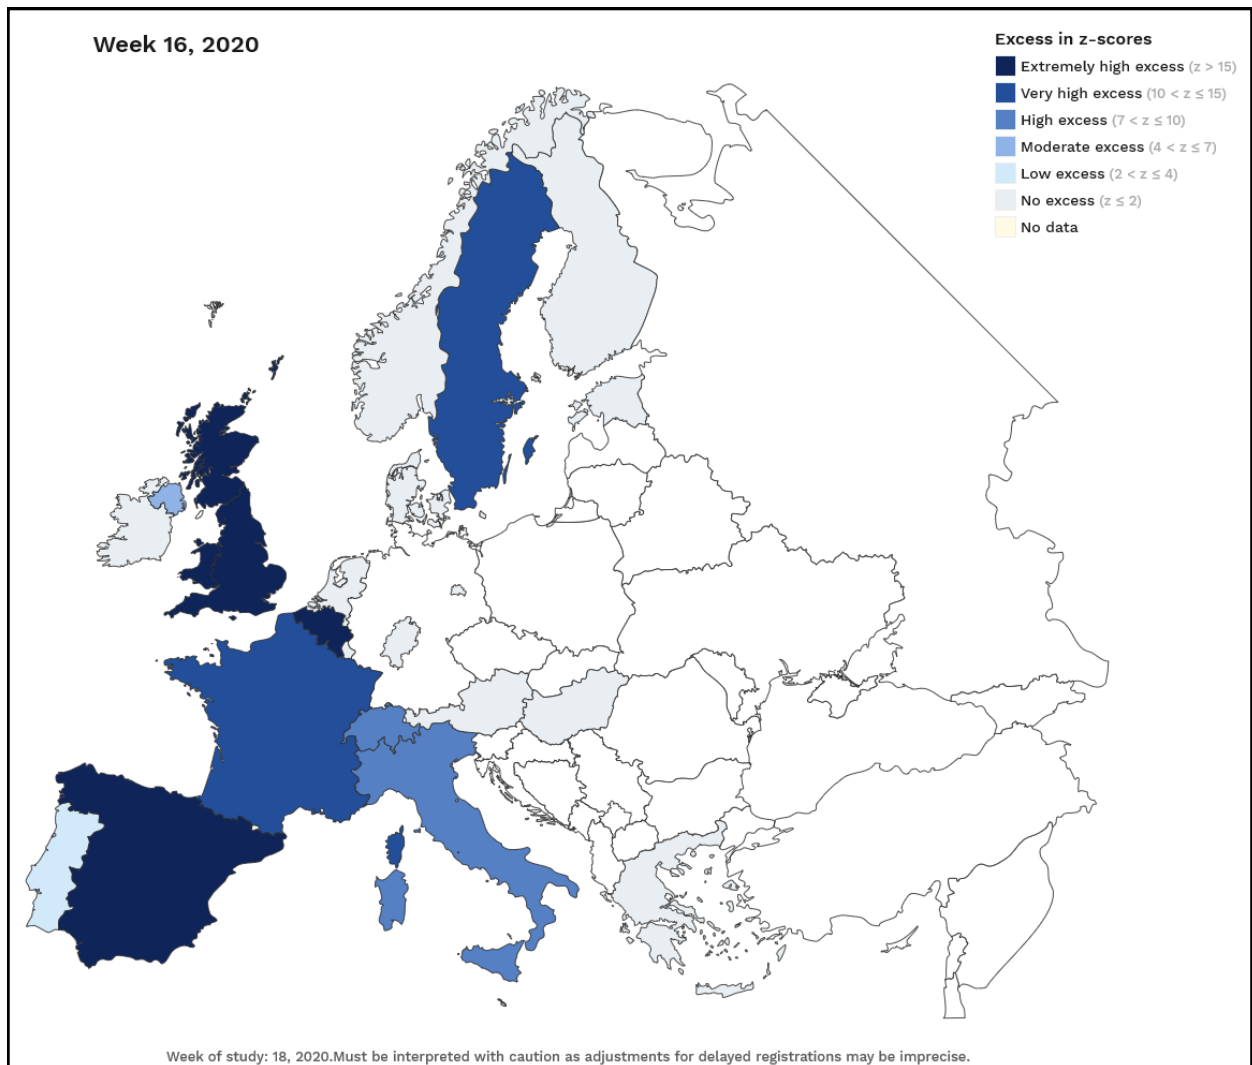 Week 16, 2020
Excess in z-scores
Extremely high excess (z > 15)
Very high excess (10 < z ≤ 15)
High excess (7 < z ≤ 10)
Moderate excess (4 < z ≤ 7)
Low excess (2 < z ≤ 4)
No excess (z ≤ 2)
No data
Week of study: 18, 2020.Must be interpreted with caution as adjustments for delayed registrations may be imprecise.